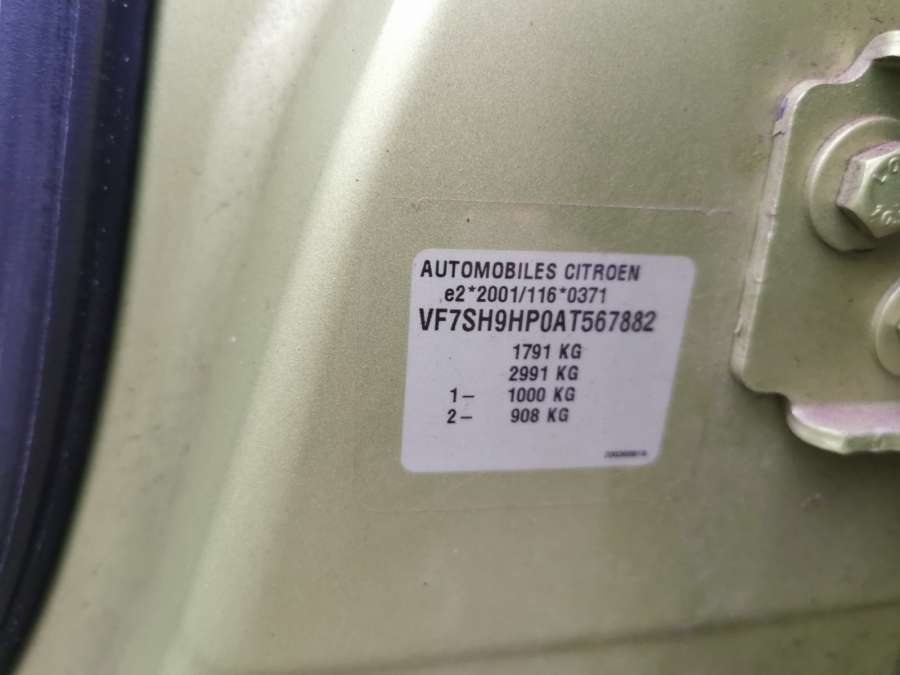 AUTOMOBILES CITROEN
e2*2001/116*0371
VF7SH9HP0AT567882
1791 KG
2991 KG
1- 1000 KG
2- 908 KG